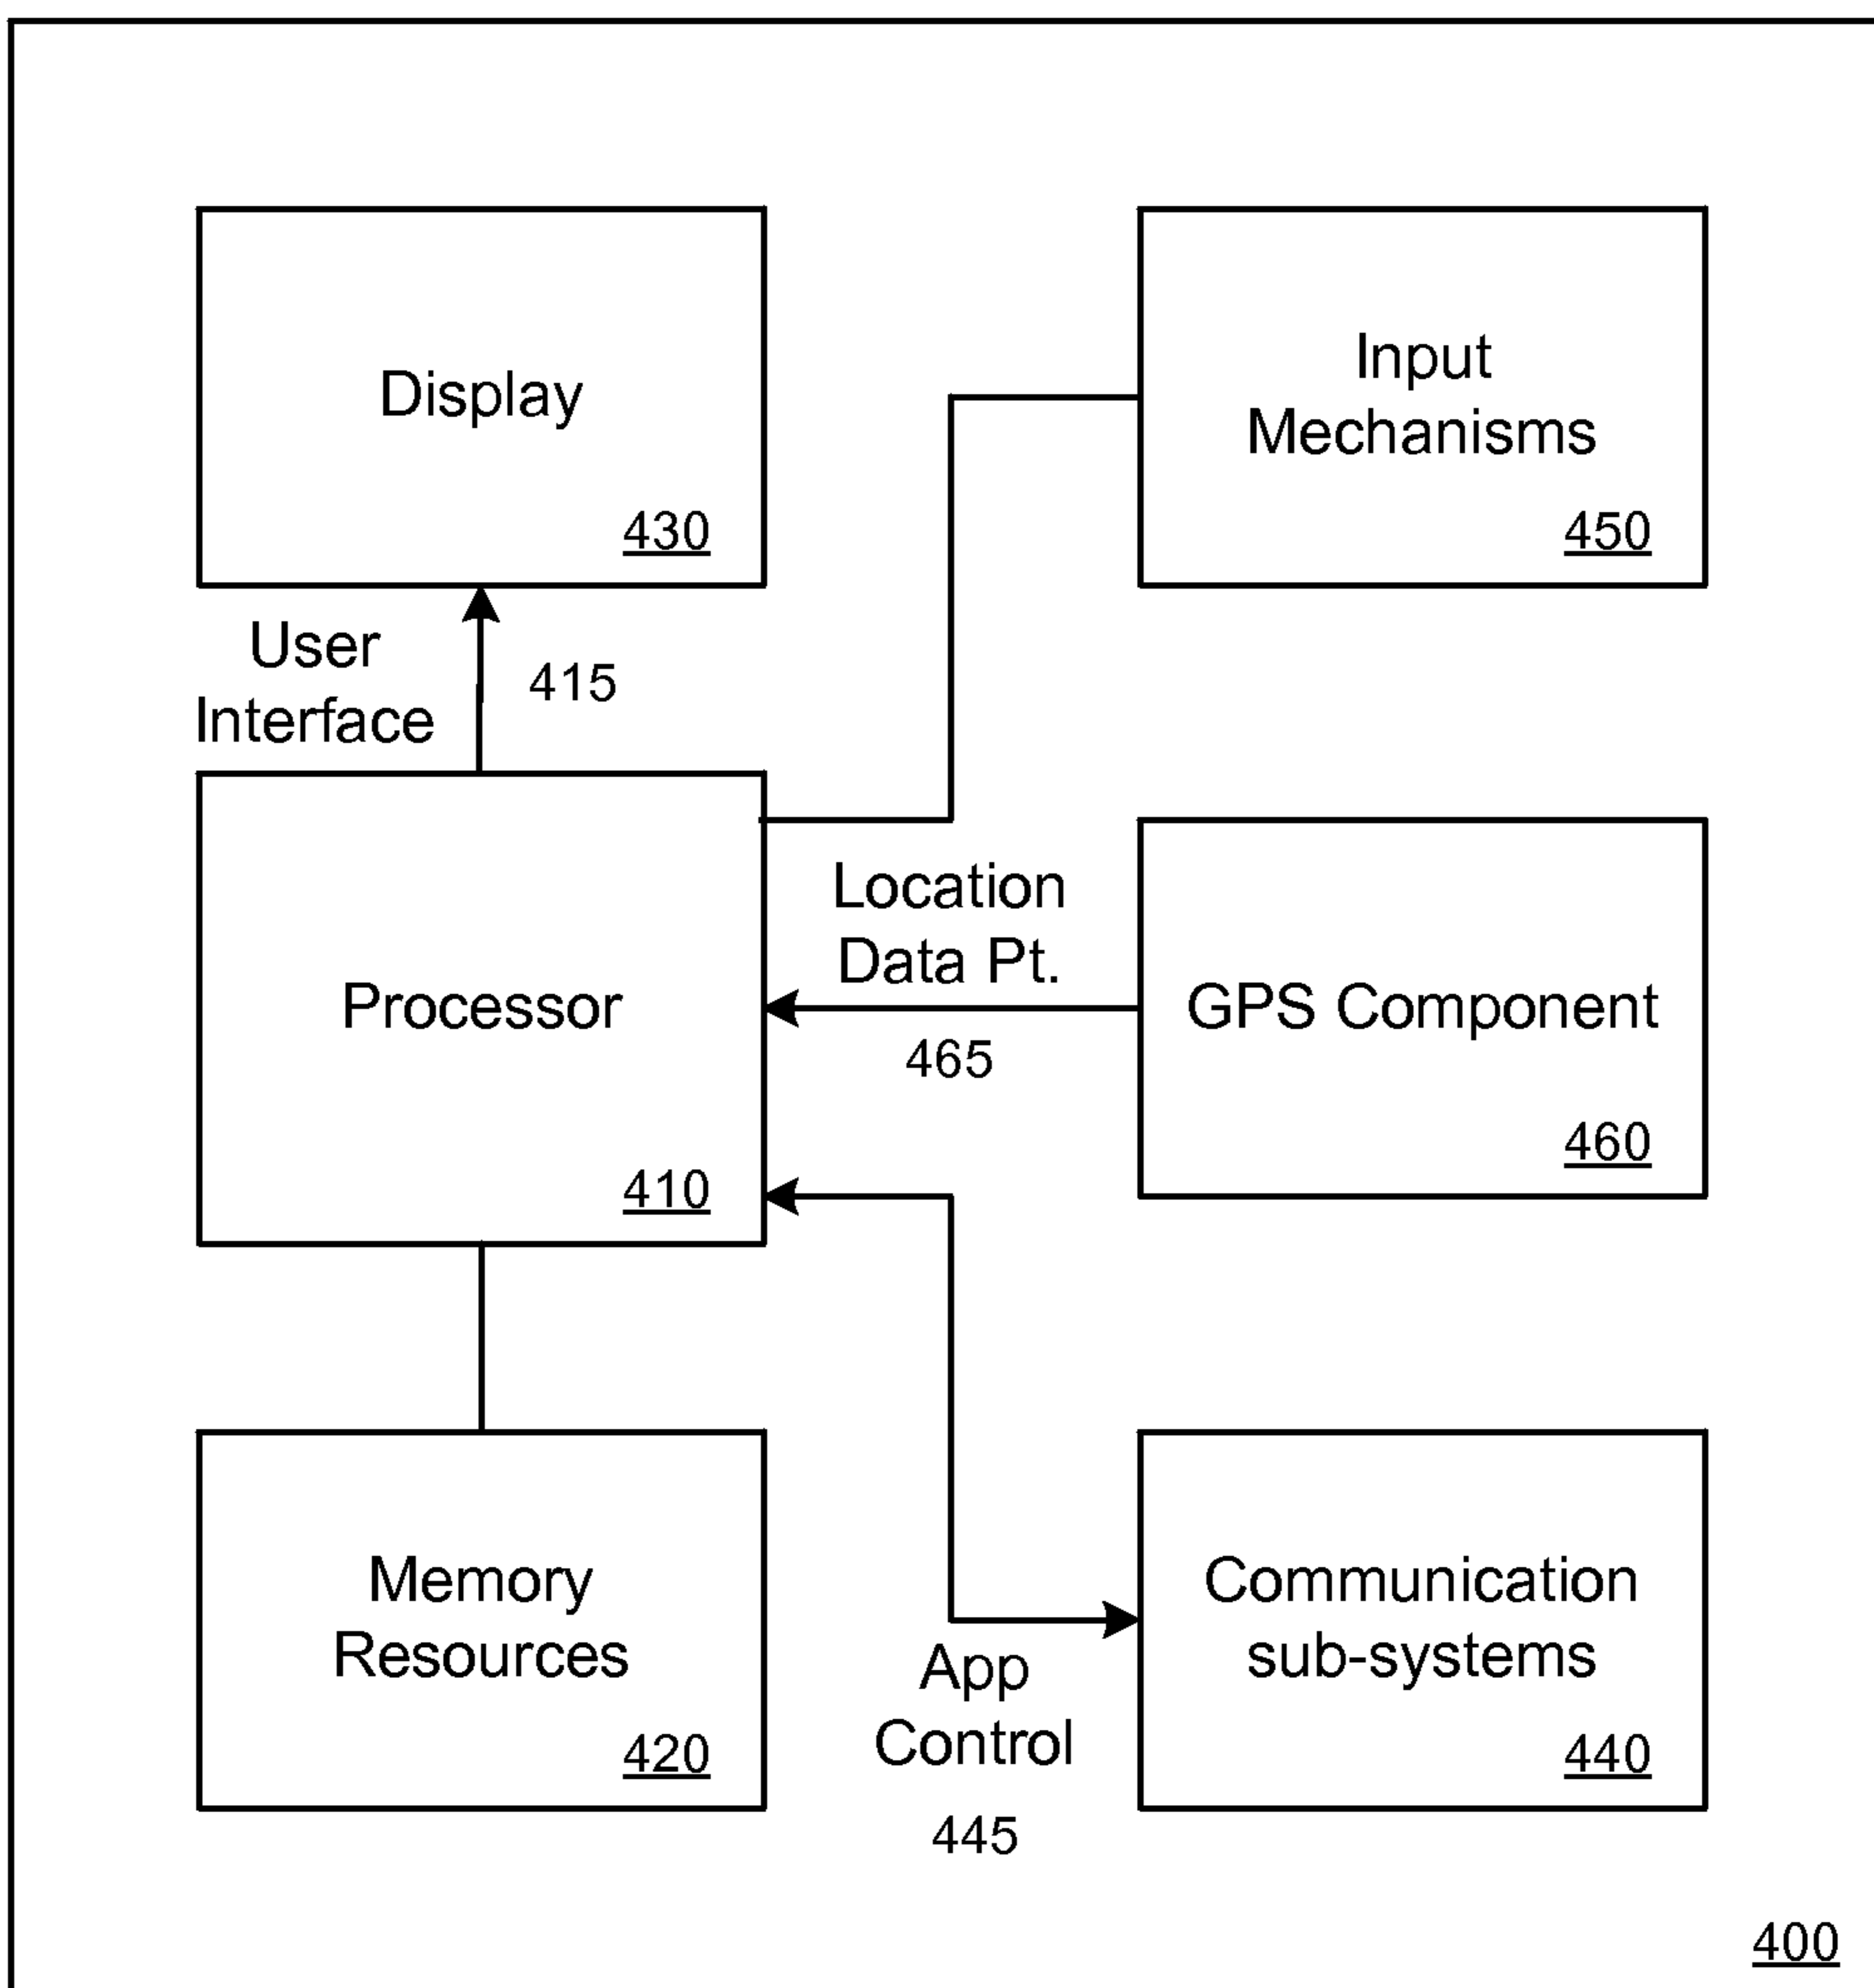 Display
430
Input
Mechanisms
450
User
Interface
415
Processor
410
Location
Data Pt.
465
GPS Component
460
Memory
Resources
420
App
Control
445
Communication
sub-systems
440
400